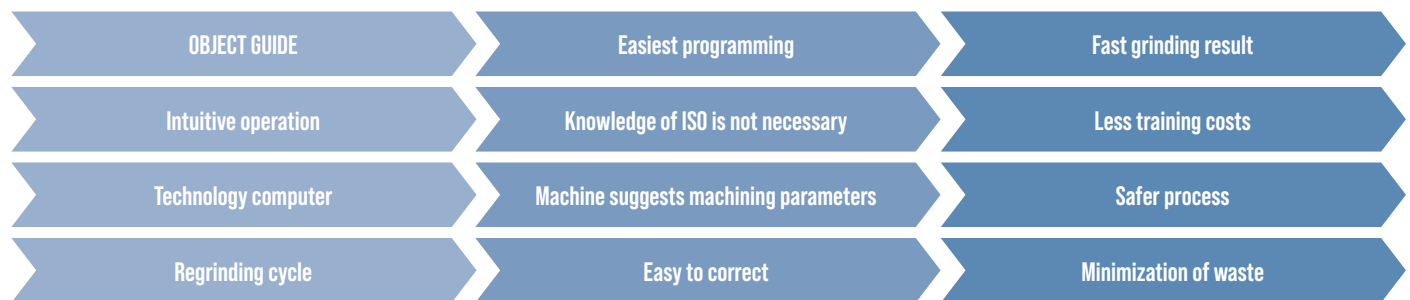 OBJECT GUIDE
Easiest programming
Fast grinding result
Intuitive operation
Knowledge of ISO is not necessary
Less training costs
Technology computer
Machine suggests machining parameters
Safer process
Regrinding cycle
Easy to correct
Minimization of waste